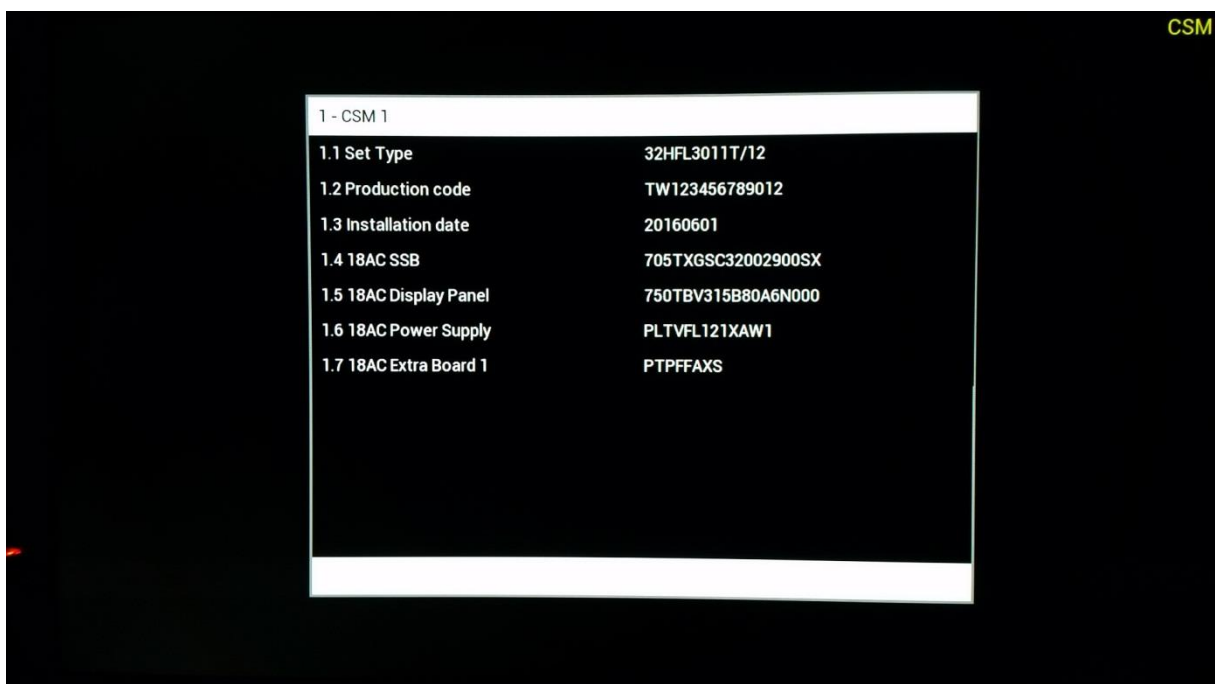 CSM
1 - CSM 1
1.1 Set Type 32HFL3011T/12
1.2 Production code TW123456789012
1.3 Installation date 20160601
1.4 18AC SSB 705TXGSC32002900SX
1.5 18AC Display Panel 750TBV315B80A6N000
1.6 18AC Power Supply PLTVFL121XAW1
1.7 18AC Extra Board 1 PTPFFAXS